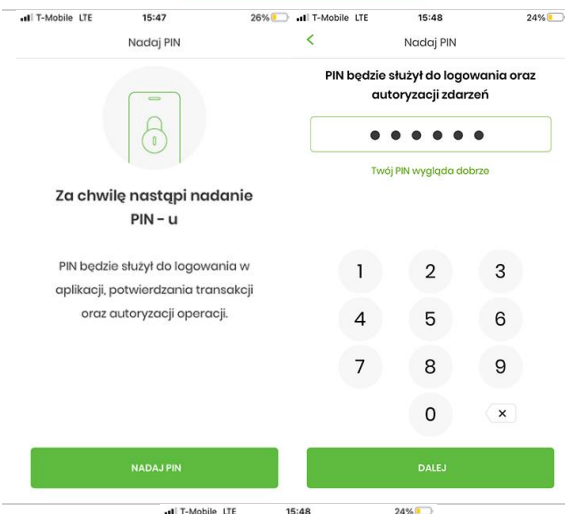 T-Mobile LTE 15:47 26%
Nadaj PIN
Za chwilę nastąpi nadanie
PIN - u
PIN będzie służył do logowania w
aplikacji, potwierdzania transakcji
oraz autoryzacji operacji.
NADAJ PIN
T-Mobile LTE 15:48 24%
Nadaj PIN
PIN będzie służył do logowania oraz
autoryzacji zdarzeń
Twój PIN wygląda dobrze
1 2 3
4 5 6
7 8 9
0
DALEJ
T-Mobile LTE 15:48 24%